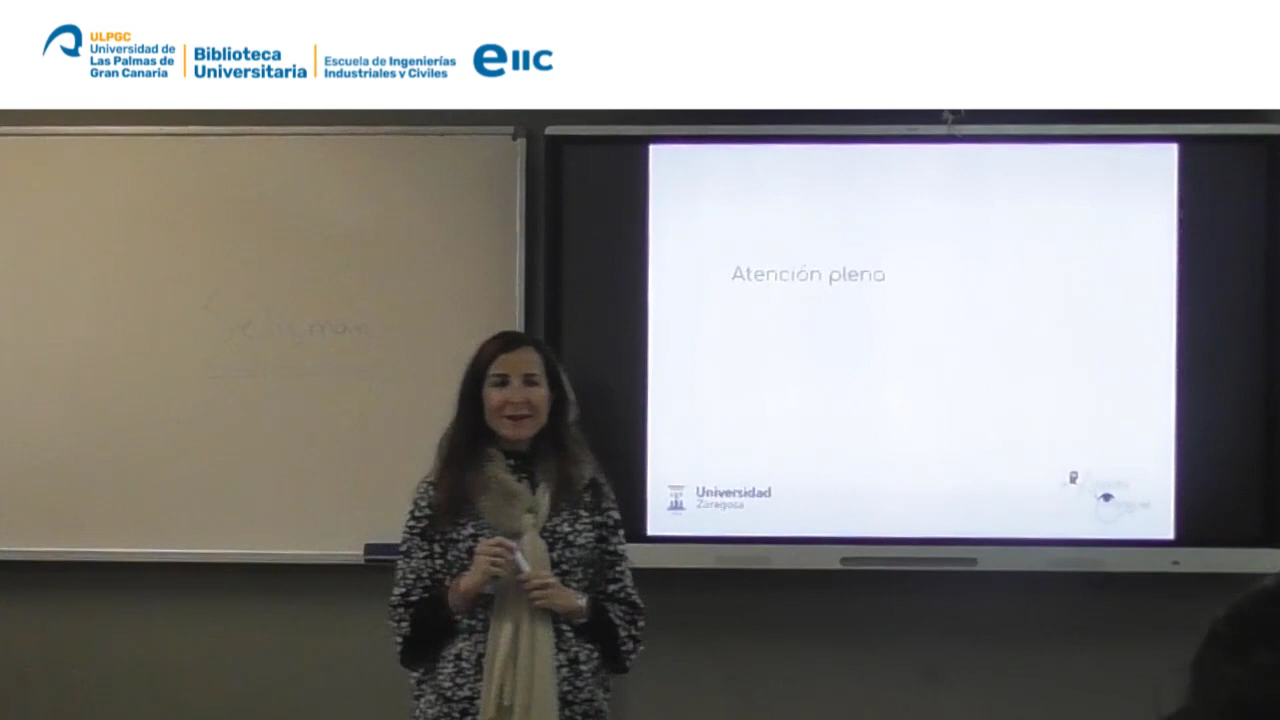 ULPGC
Universidad de
Las Palmas de
Gran Canaria
Biblioteca
Universitaria
Escuela de Ingenierías
Industriales y Civiles
eIIC
Seligman
Atención plena
Universidad
Zaragoza